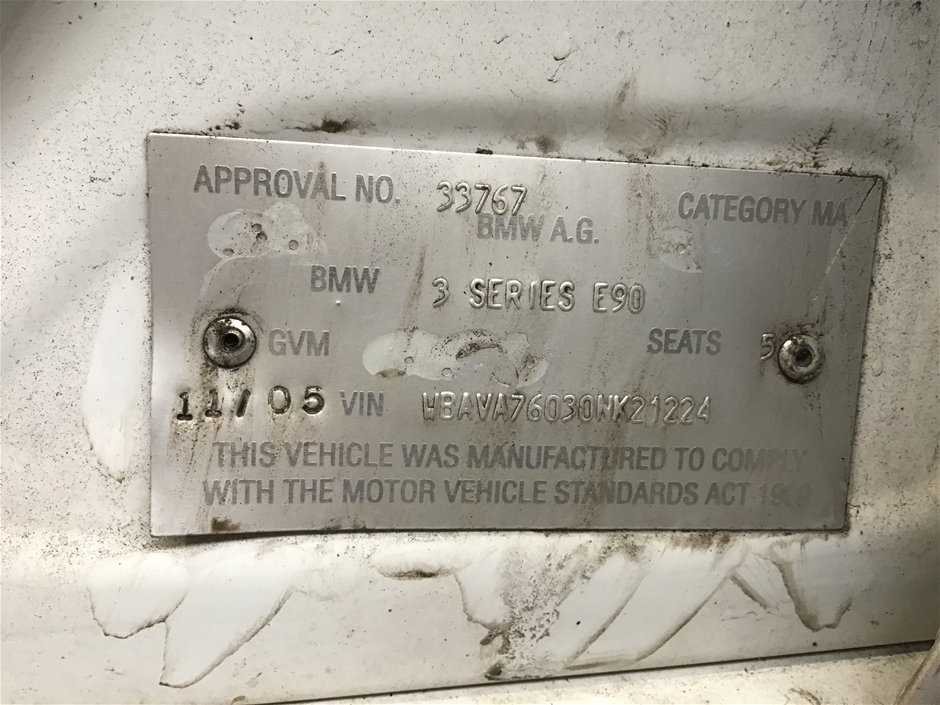 APPROVAL NO. 33767 CATEGORY MA
BMW A.G.
BMW 3 SERIES E90
GVM SEATS 5
11/05 VIN WBAVA76030NK21224
THIS VEHICLE WAS MANUFACTURED TO COMPLY
WITH THE MOTOR VEHICLE STANDARDS ACT